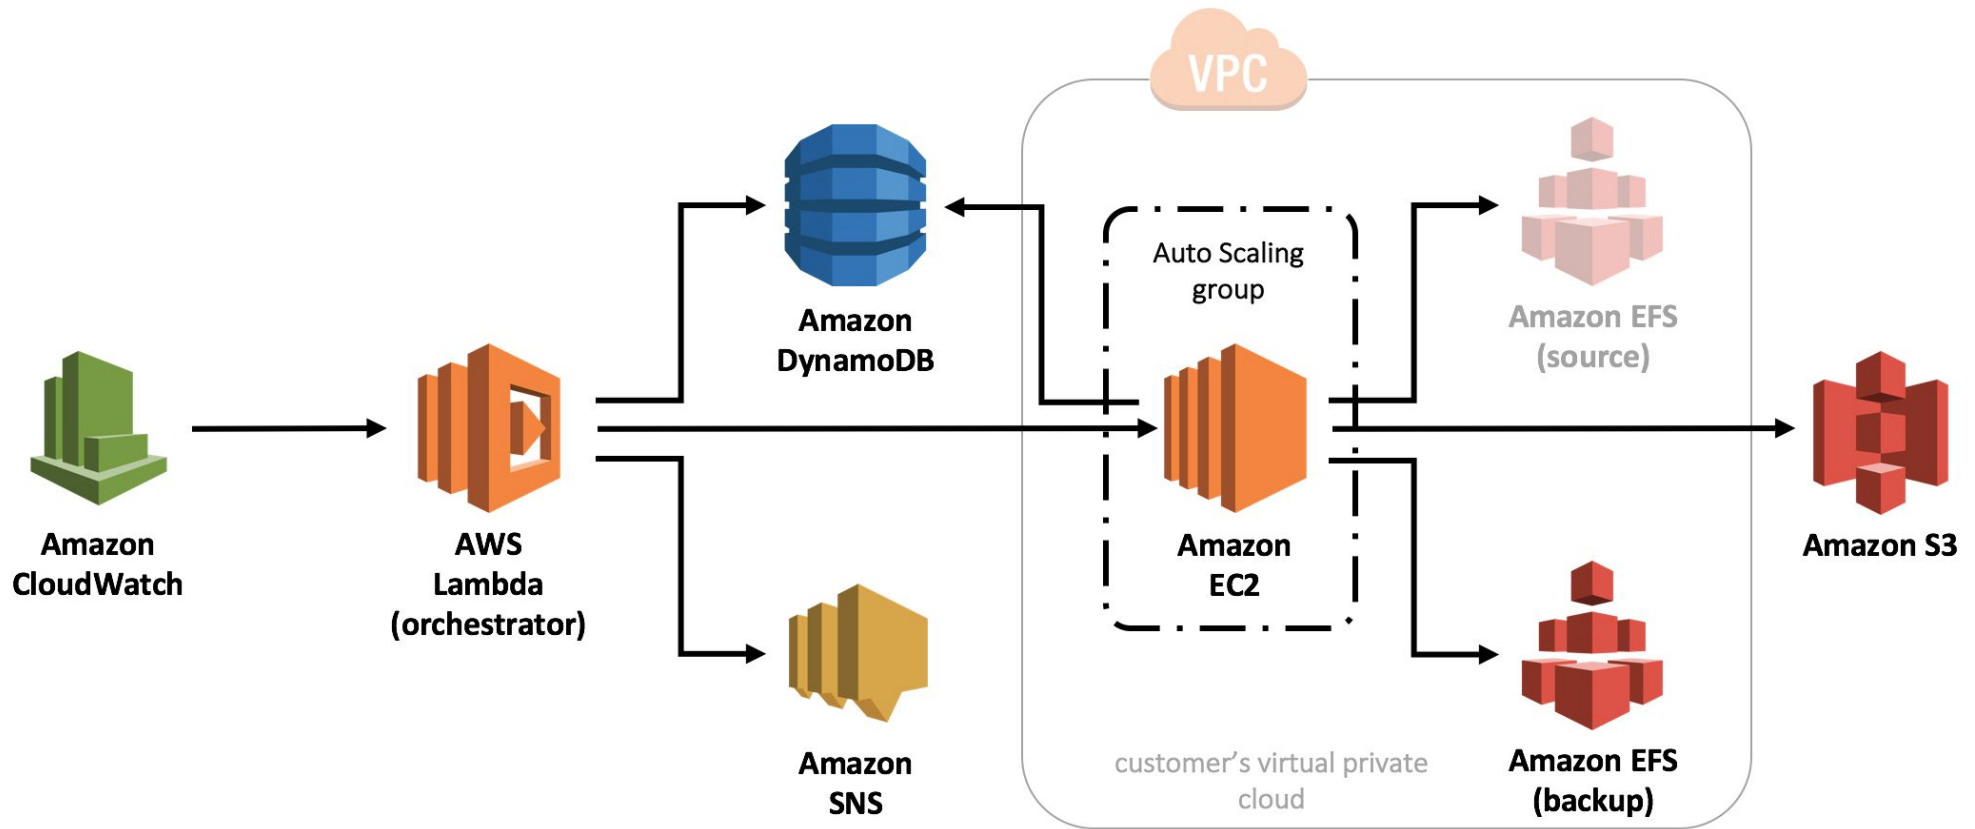 VPC
Auto Scaling
group
Amazon
DynamoDB
Amazon EFS
(source)
Amazon
CloudWatch
AWS
Lambda
(orchestrator)
Amazon
EC2
Amazon S3
Amazon
SNS
customer’s virtual private
cloud
Amazon EFS
(backup)